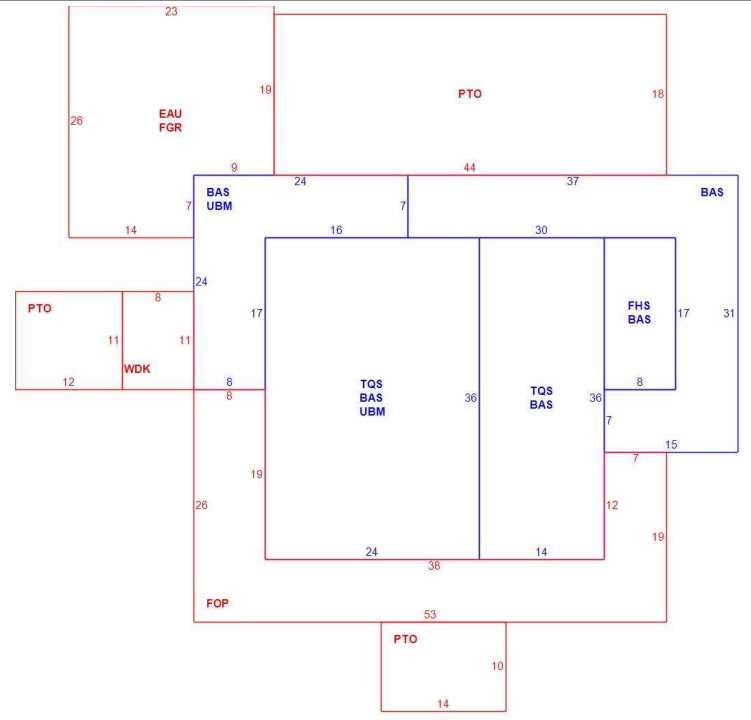 23
26
EAU
FGR
19
PTO
18
9
44
24
37
BAS
UBM
BAS
7
7
14
16
30
24
8
PTO
17
FHS
BAS
17
31
11
11
WDK
12
8
8
8
TQS
BAS
UBM
36
TQS
BAS
36
7
15
7
19
26
12
19
24
14
38
FOP
53
PTO
10
14